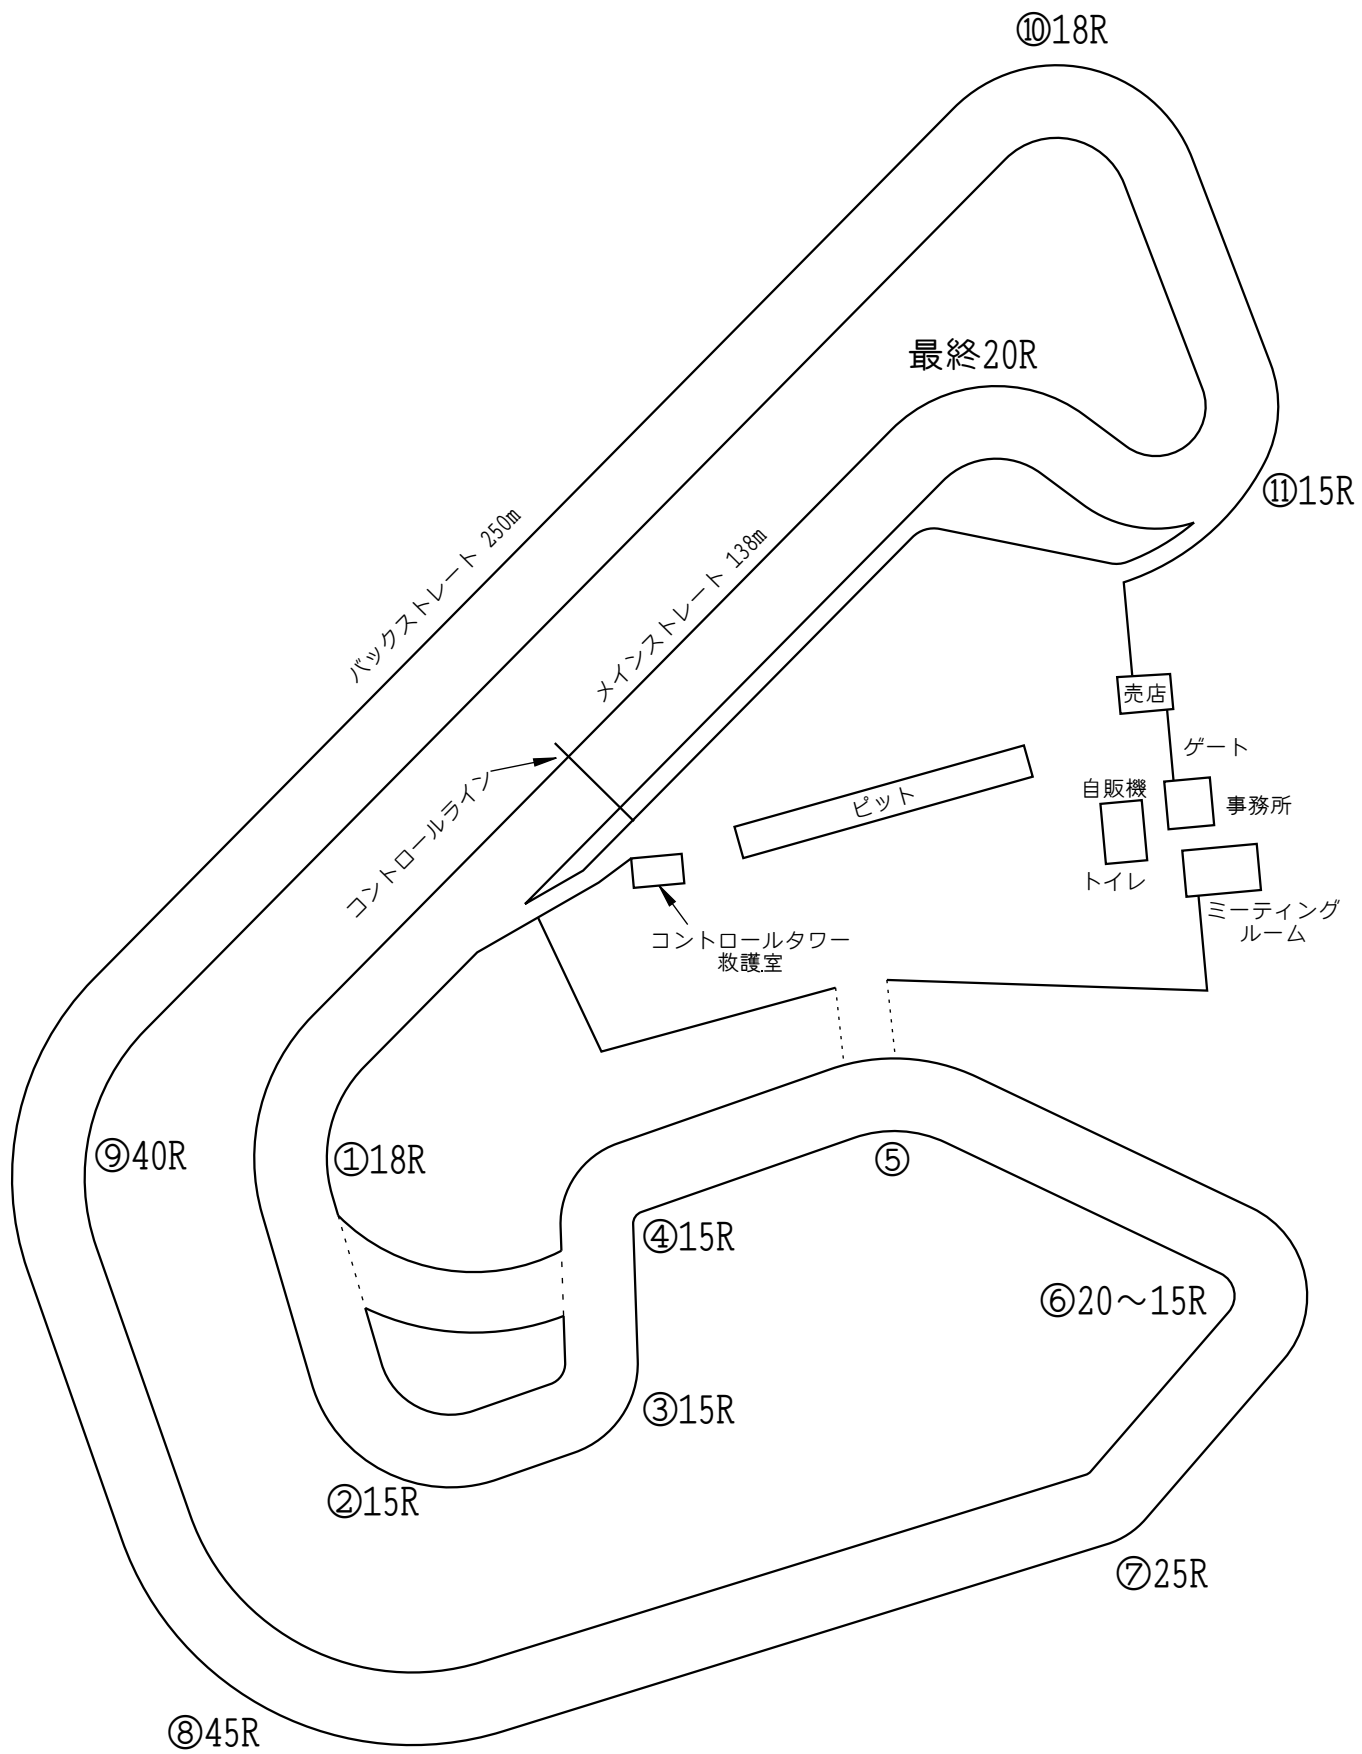 ⑩18R
最終20R
⑪15R
バックストレート 250m
メインストレート 138m
売店
ゲート
コントロールライン
ピット
自販機
事務所
トイレ
ミーティング
ルーム
コントロールタワー
救護室
⑨40R
①18R
⑤
④15R
⑥20～15R
③15R
②15R
⑦25R
⑧45R